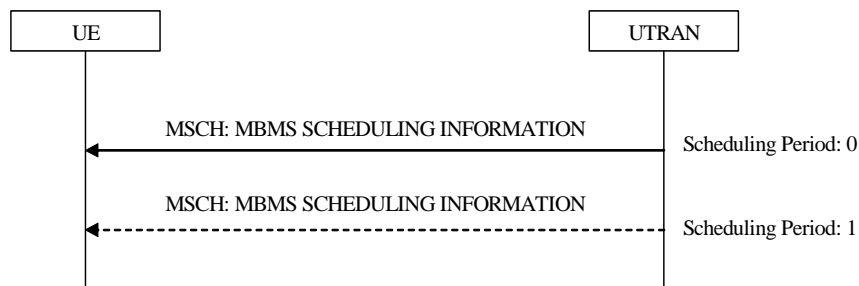 UE
UTRAN
MSCH: MBMS SCHEDULING INFORMATION
Scheduling Period: 0
MSCH: MBMS SCHEDULING INFORMATION
Scheduling Period: 1